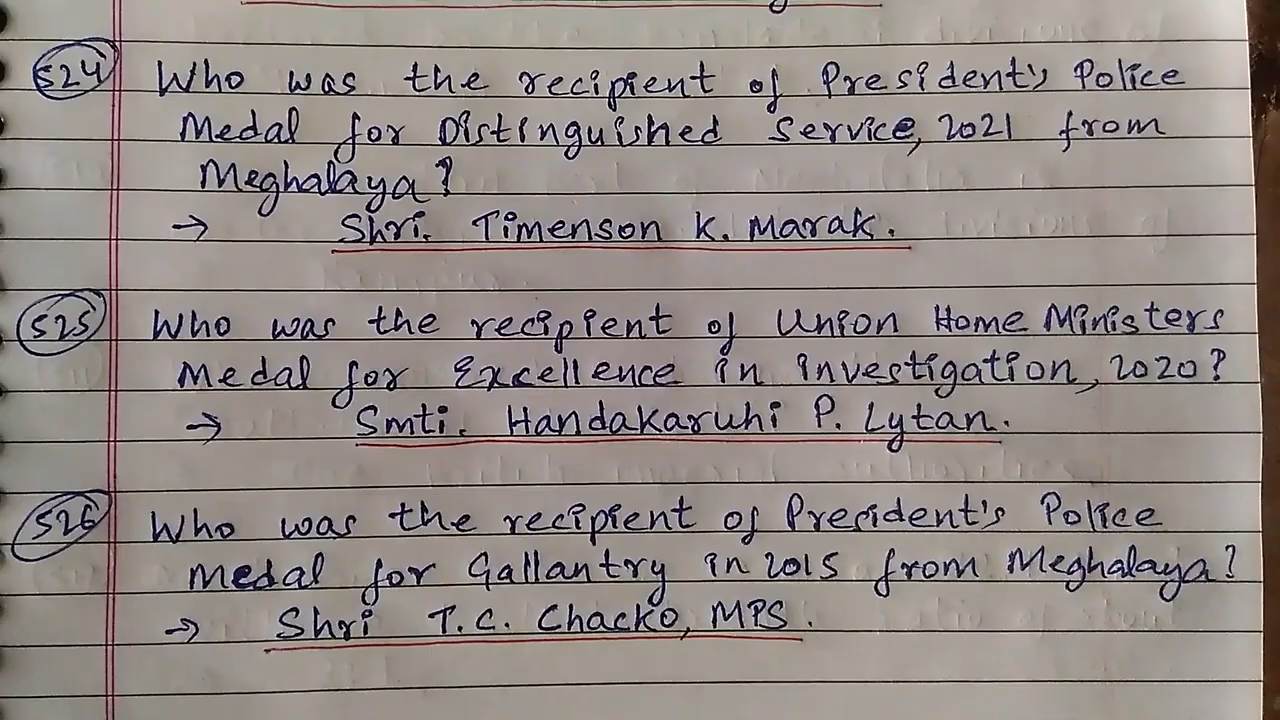 524 Who was the recipient of President's Police
Medal for Distinguished Service, 2021 from
Meghalaya?
→ Shri. Timenson K. Marak.
525 Who was the recipient of Union Home Ministers
Medal for Excellence in investigation, 2020?
→ Smti. Handakaruhi P. Lytan.
526 Who was the recipient of President's Police
Medal for Gallantry in 2015 from Meghalaya?
→ Shri T.C. Chacko, MPS.